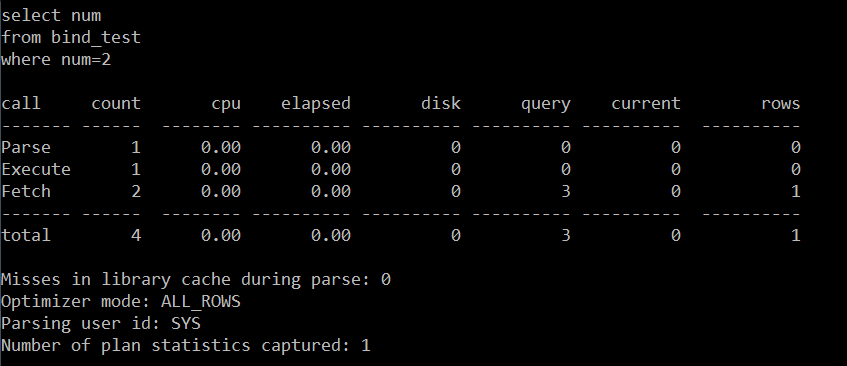 select num
from bind_test
where num=2
call     count       cpu    elapsed       disk      query    current        rows
------- ------  -------- ---------- ---------- ---------- ----------  ----------
Parse        1      0.00       0.00          0          0          0           0
Execute      1      0.00       0.00          0          0          0           0
Fetch        2      0.00       0.00          0          3          0           1
------- ------  -------- ---------- ---------- ---------- ----------  ----------
total        4      0.00       0.00          0          3          0           1
Misses in library cache during parse: 0
Optimizer mode: ALL_ROWS
Parsing user id: SYS
Number of plan statistics captured: 1